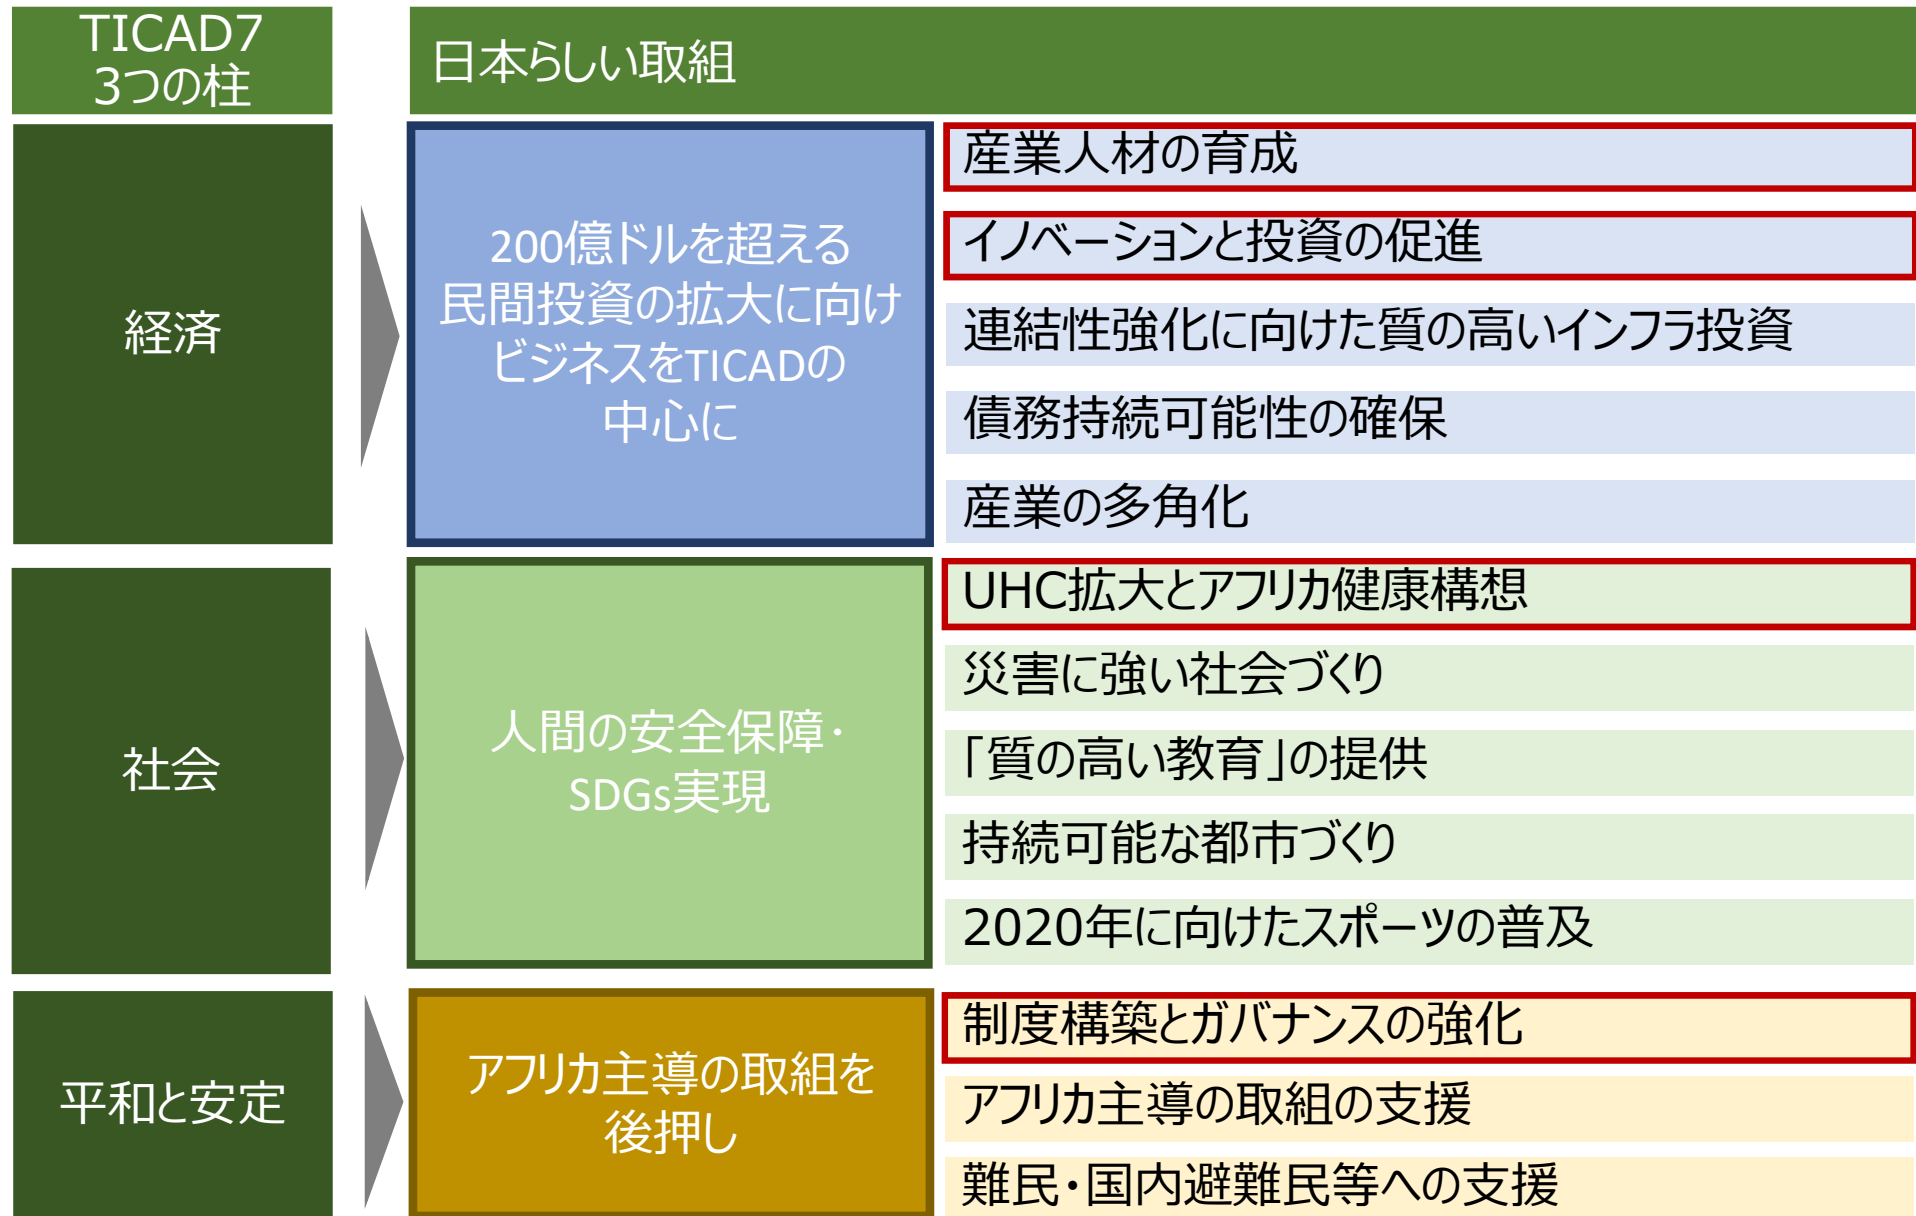 TICAD7
3つの柱
日本らしい取組
経済
200億ドルを超える
民間投資の拡大に向け
ビジネスをTICADの
中心に
産業人材の育成
イノベーションと投資の促進
連結性強化に向けた質の高いインフラ投資
債務持続可能性の確保
産業の多角化
社会
人間の安全保障・
SDGs実現
UHC拡大とアフリカ健康構想
災害に強い社会づくり
「質の高い教育」の提供
持続可能な都市づくり
2020年に向けたスポーツの普及
平和と安定
アフリカ主導の取組を
後押し
制度構築とガバナンスの強化
アフリカ主導の取組の支援
難民・国内避難民等への支援